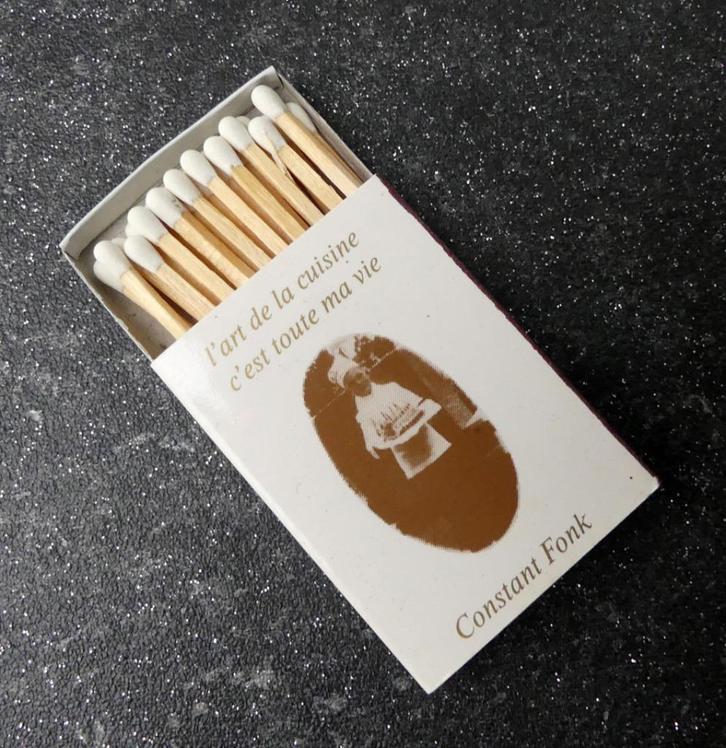 l'art de la cuisine
c'est toute ma vie
Constant Fonk